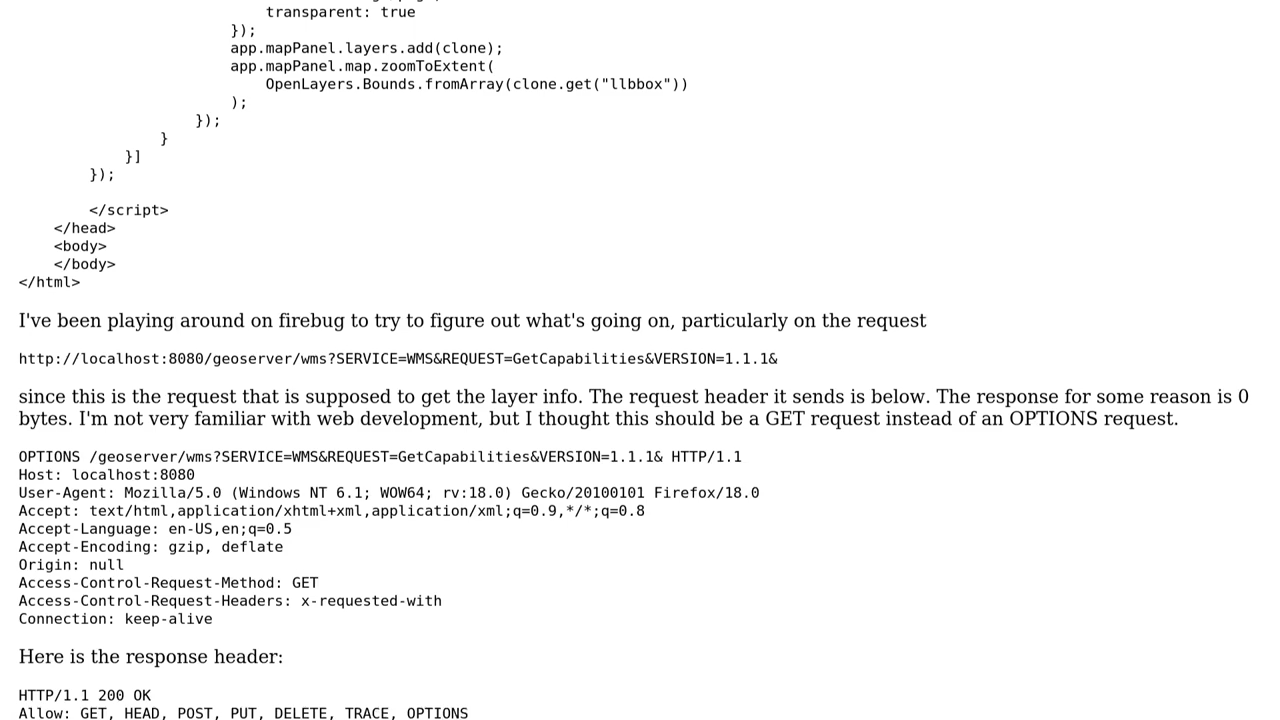 transparent: true
});
app.mapPanel.layers.add(clone);
app.mapPanel.map.zoomToExtent(
OpenLayers.Bounds.fromArray(clone.get("llbbox"))
);
});
}
}]
});
</script>
</head>
<body>
</body>
</html>
I've been playing around on firebug to try to figure out what's going on, particularly on the request
http://localhost:8080/geoserver/wms?SERVICE=WMS&REQUEST=GetCapabilities&VERSION=1.1.1&
since this is the request that is supposed to get the layer info. The request header it sends is below. The response for some reason is 0
bytes. I'm not very familiar with web development, but I thought this should be a GET request instead of an OPTIONS request.
OPTIONS /geoserver/wms?SERVICE=WMS&REQUEST=GetCapabilities&VERSION=1.1.1& HTTP/1.1
Host: localhost:8080
User-Agent: Mozilla/5.0 (Windows NT 6.1; WOW64; rv:18.0) Gecko/20100101 Firefox/18.0
Accept: text/html,application/xhtml+xml,application/xml;q=0.9,*/*;q=0.8
Accept-Language: en-US,en;q=0.5
Accept-Encoding: gzip, deflate
Origin: null
Access-Control-Request-Method: GET
Access-Control-Request-Headers: x-requested-with
Connection: keep-alive
Here is the response header:
HTTP/1.1 200 OK
Allow: GET, HEAD, POST, PUT, DELETE, TRACE, OPTIONS